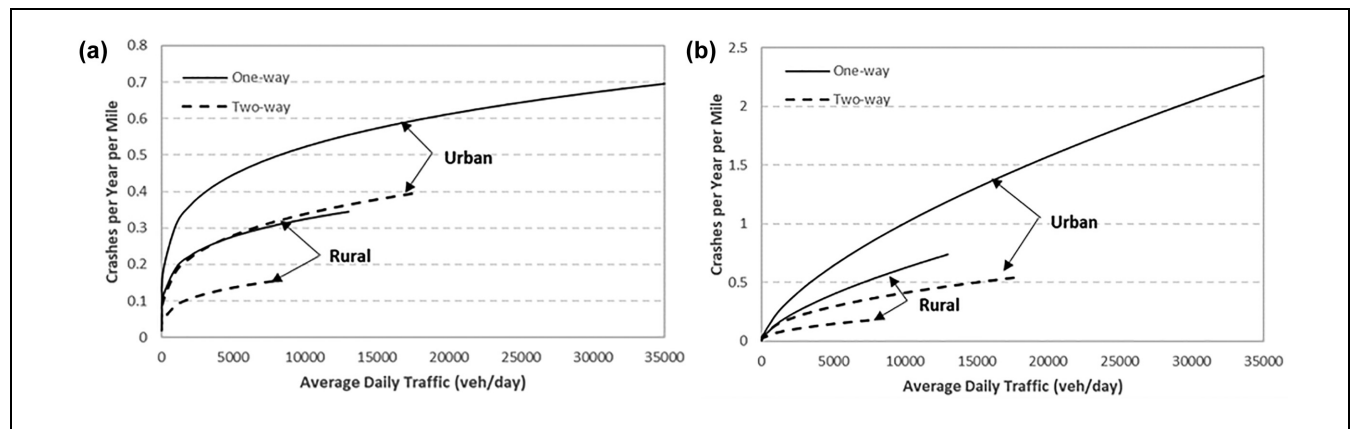 (a)
Crashes per Year per Mile
0.8
0.7
0.6
0.5
0.4
0.3
0.2
0.1
0
One-way
Two-way
Urban
Rural
0 5000 10000 15000 20000 25000 30000 35000
Average Daily Traffic (veh/day)
(b)
Crashes per Year per Mile
2.5
2
1.5
1
0.5
0
One-way
Two-way
Urban
Rural
0 5000 10000 15000 20000 25000 30000 35000
Average Daily Traffic (veh/day)